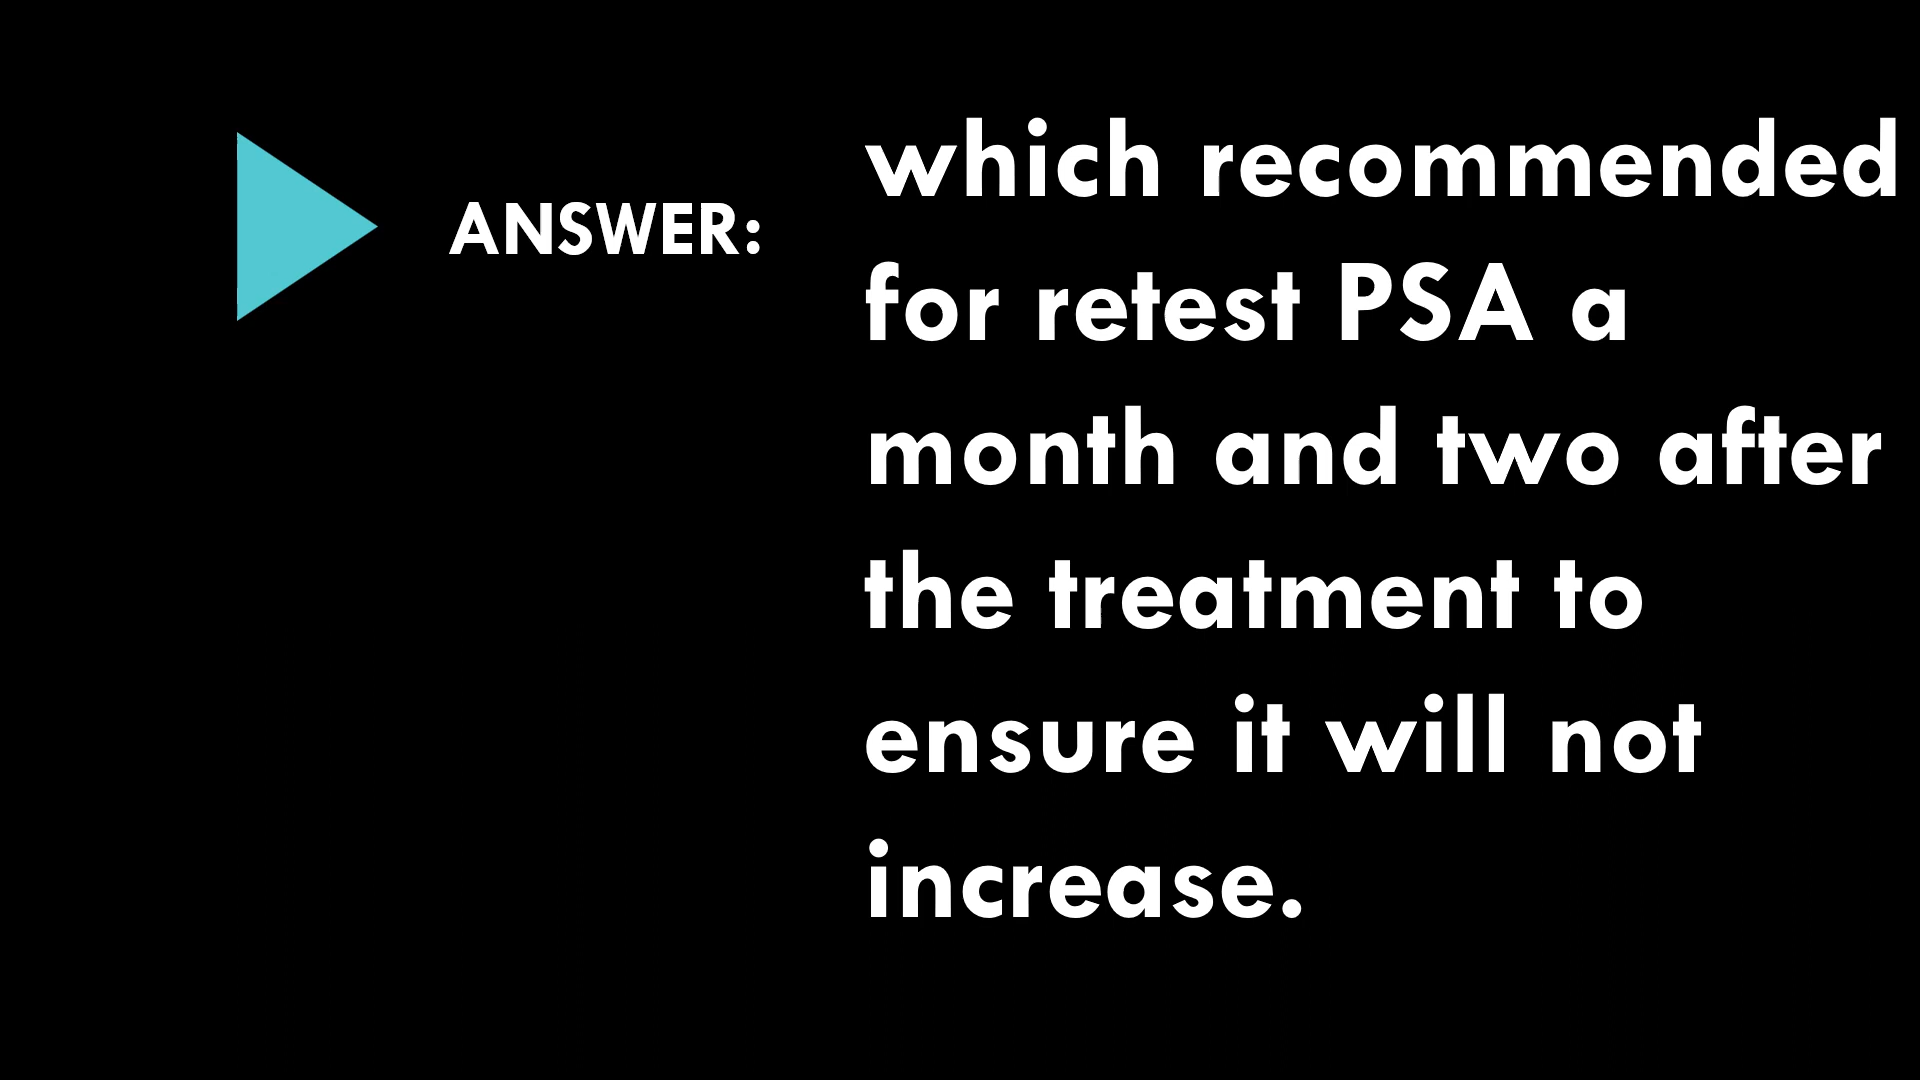 ANSWER:
which recommended
for retest PSA a
month and two after
the treatment to
ensure it will not
increase.